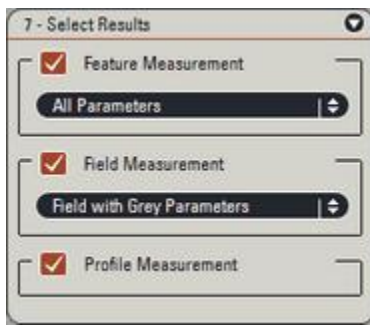 7 - Select Results
Feature Measurement
All Parameters
Field Measurement
Field with Grey Parameters
Profile Measurement